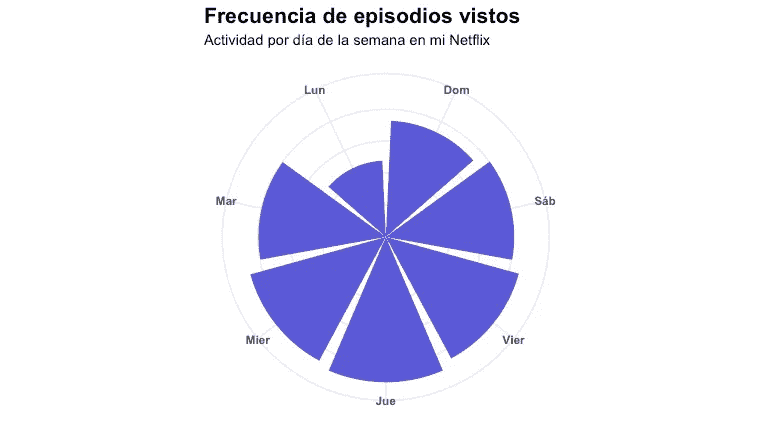 Frecuencia de episodios vistos
Actividad por día de la semana en mi Netflix
Lun
Dom
Mar
Sáb
Mier
Vier
Jue